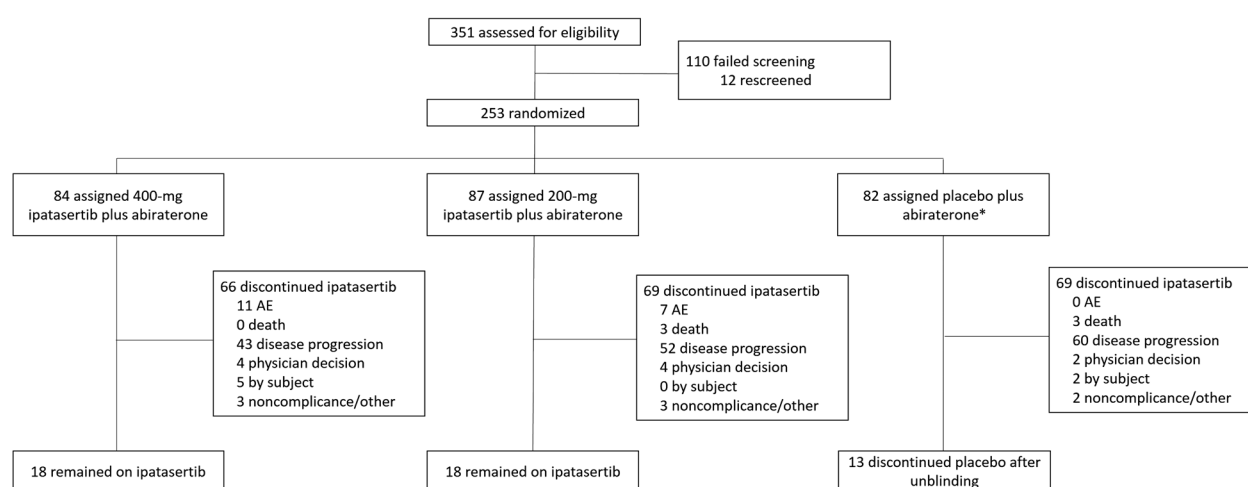 351 assessed for eligibility
110 failed screening
12 rescreened
253 randomized
84 assigned 400-mg
ipatasertib plus abiraterone
87 assigned 200-mg
ipatasertib plus abiraterone
82 assigned placebo plus
abiraterone*
66 discontinued ipatasertib
11 AE
0 death
43 disease progression
4 physician decision
5 by subject
3 noncomplicance/other
69 discontinued ipatasertib
7 AE
3 death
52 disease progression
4 physician decision
0 by subject
3 noncomplicance/other
69 discontinued ipatasertib
0 AE
3 death
60 disease progression
2 physician decision
2 by subject
2 noncomplicance/other
18 remained on ipatasertib
18 remained on ipatasertib
13 discontinued placebo after
unblinding